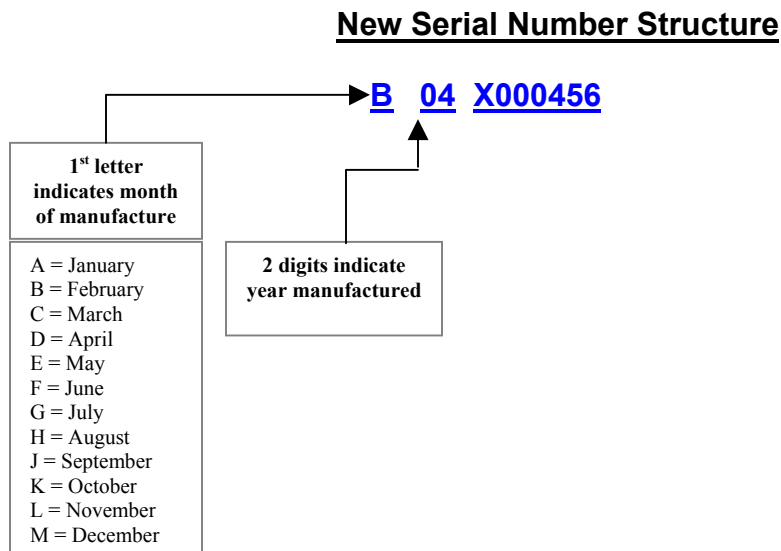 New Serial Number Structure
B 04 X000456
1st letter
indicates month
of manufacture
A = January
B = February
C = March
D = April
E = May
F = June
G = July
H = August
J = September
K = October
L = November
M = December
2 digits indicate
year manufactured